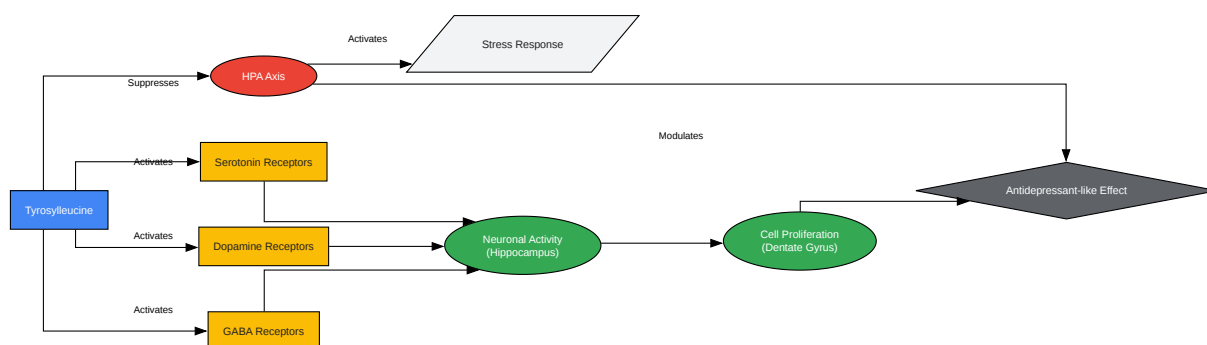 Activates
Stress Response
HPA Axis
Suppresses
Modulates
Activates
Serotonin Receptors
Antidepressant-like Effect
Tyrosylleucine
Activates
Dopamine Receptors
Neuronal Activity
(Hippocampus)
Cell Proliferation
(Dentate Gyrus)
Activates
GABA Receptors